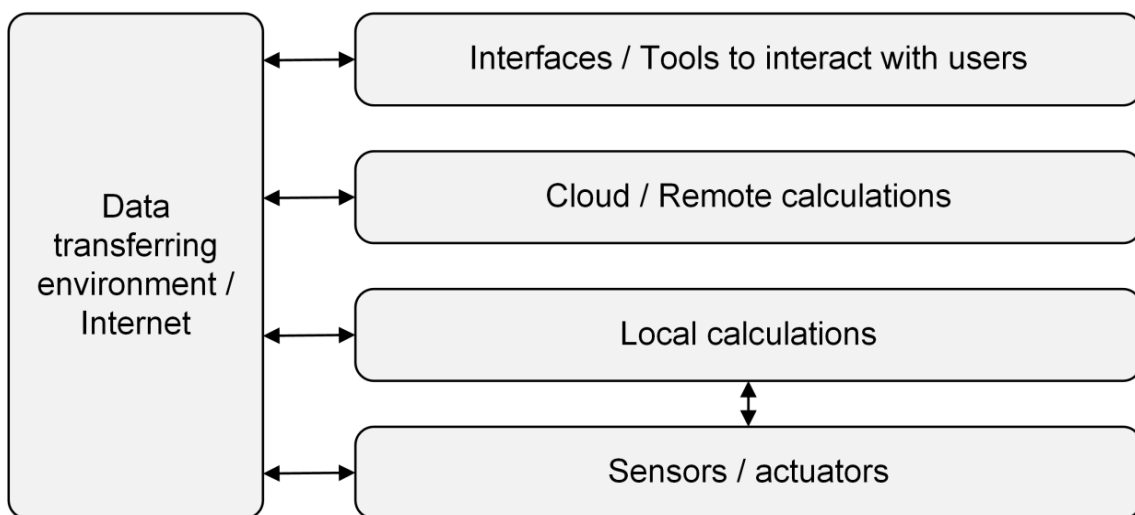 Data
transferring
environment /
Internet
Interfaces / Tools to interact with users
Cloud / Remote calculations
Local calculations
Sensors / actuators